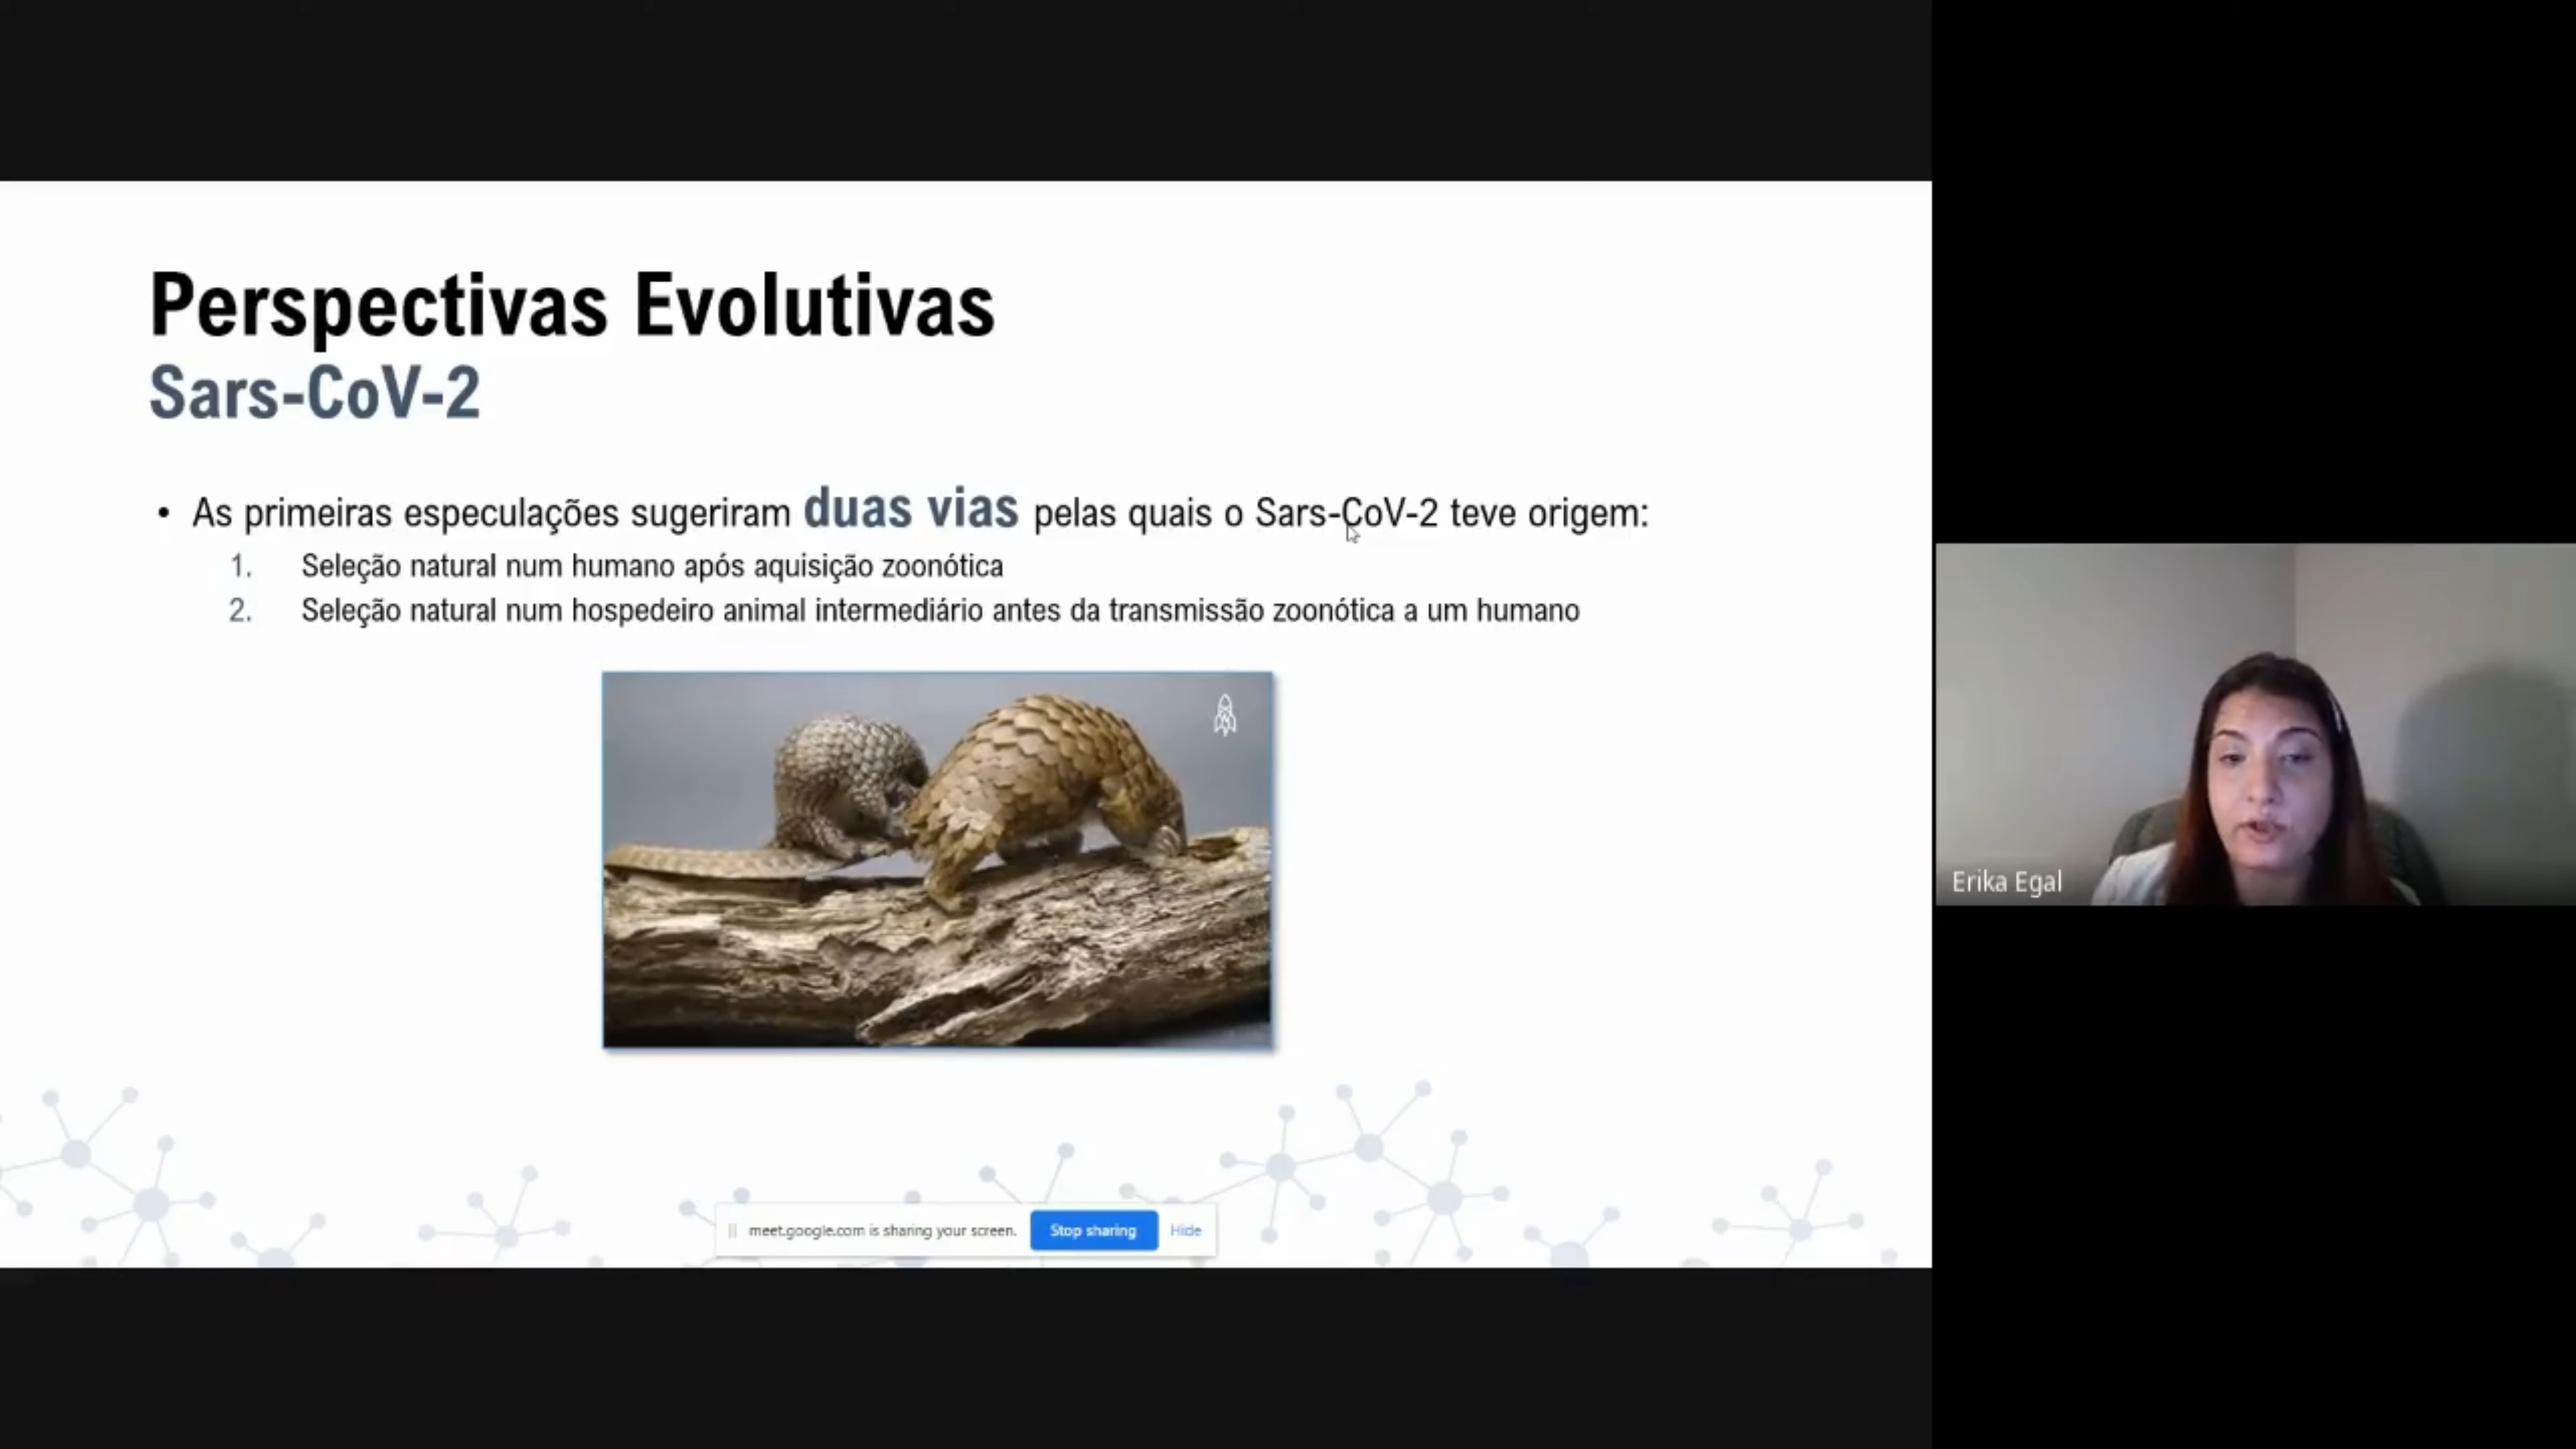 Perspectivas Evolutivas
Sars-CoV-2
• As primeiras especulações sugeriram duas vias pelas quais o Sars-CoV-2 teve origem:
1. Seleção natural num humano após aquisição zoonótica
2. Seleção natural num hospedeiro animal intermediário antes da transmissão zoonótica a um humano
Erika Egal
meet.google.com is sharing your screen. Stop sharing Hide